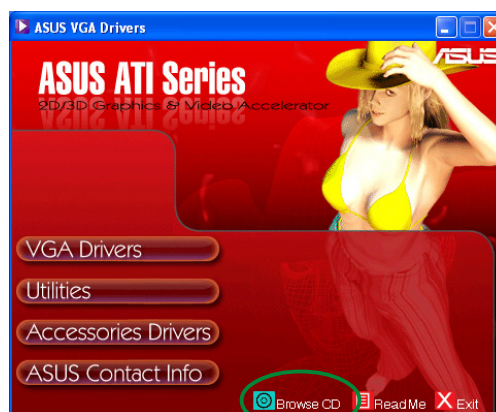 ASUS VGA Drivers
ASUS
ASUS ATI Series
2D/3D Graphics & Video Accelerator
VGA Drivers
Utilities
Accessories Drivers
ASUS Contact Info
Browse CD ReadMe Exit